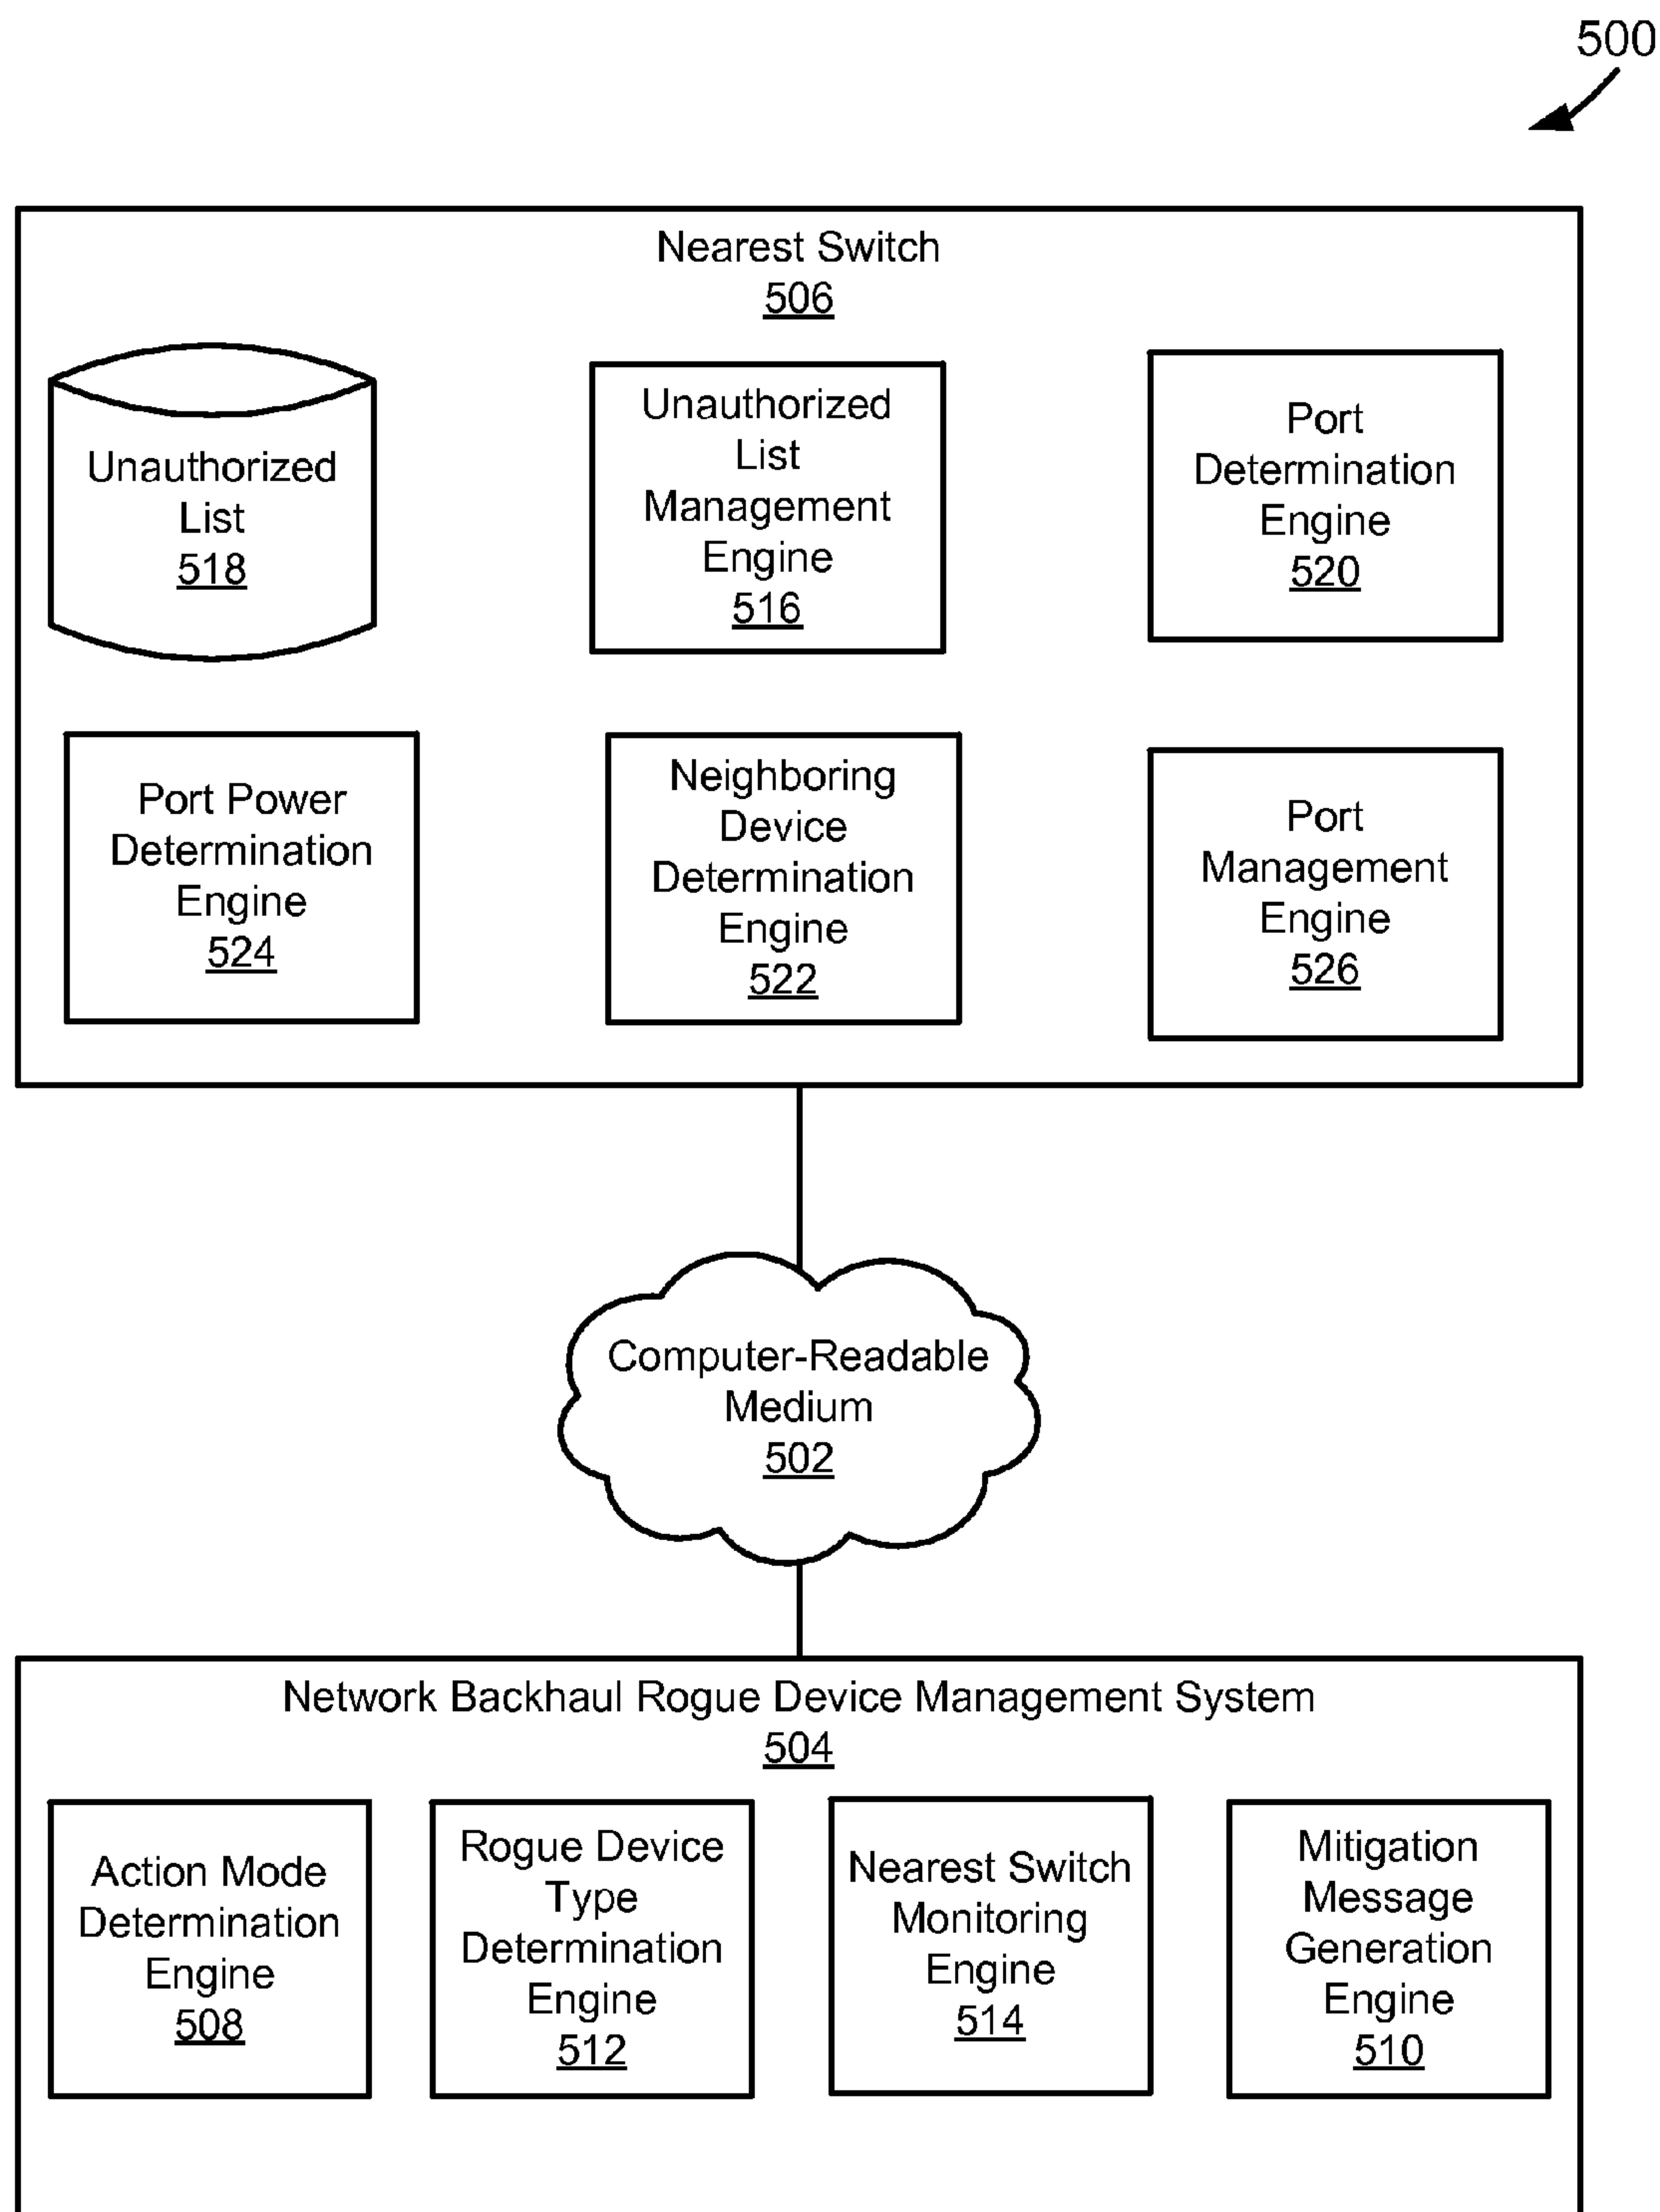 500
Nearest Switch
506
Unauthorized
List
518
Unauthorized
List
Management
Engine
516
Port
Determination
Engine
520
Port Power
Determination
Engine
524
Neighboring
Device
Determination
Engine
522
Port
Management
Engine
526
Computer-Readable
Medium
502
Network Backhaul Rogue Device Management System
504
Action Mode
Determination
Engine
508
Rogue Device
Type
Determination
Engine
512
Nearest Switch
Monitoring
Engine
514
Mitigation
Message
Generation
Engine
510